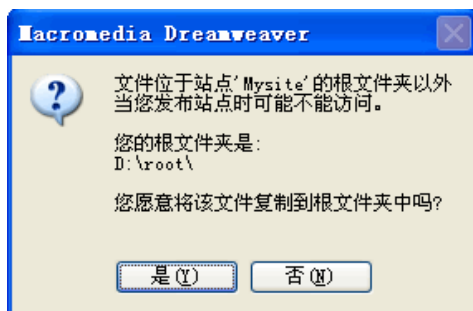 Macromedia Dreamweaver
文件位于站点'Mysite'的根文件夹以外
当您发布站点时可能不能访问。
您的根文件夹是:
D:\root\
您愿意将该文件复制到根文件夹中吗?
是(Y)
否(N)